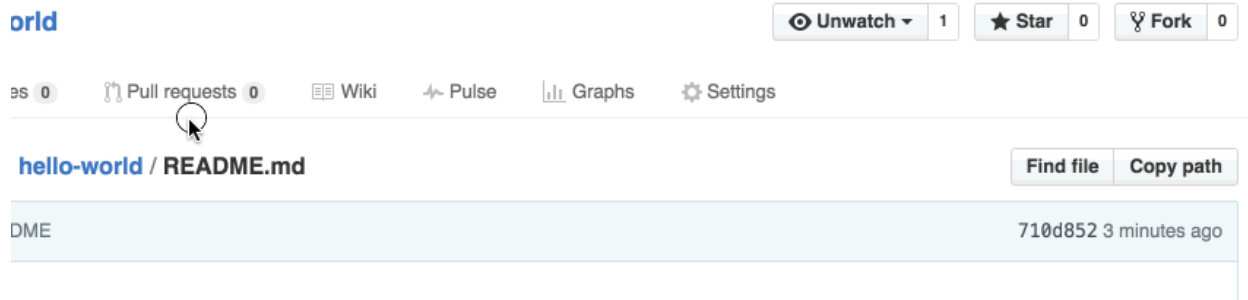 orld Unwatch 1 Star 0 Fork 0
es 0 Pull requests 0 Wiki Pulse Graphs Settings
hello-world / README.md Find file Copy path
DME 710d852 3 minutes ago